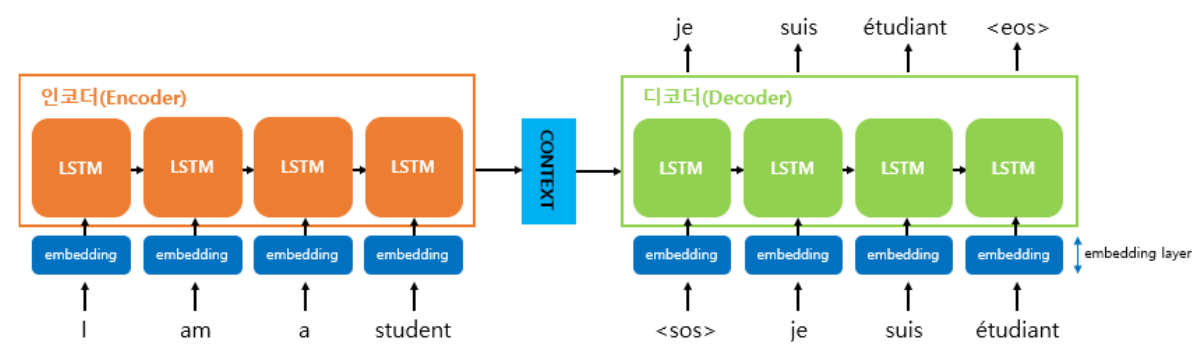 je suis étudiant <eos>
인코더(Encoder)
디코더(Decoder)
LSTM LSTM LSTM LSTM
CONTEXT
LSTM LSTM LSTM LSTM
embedding embedding embedding embedding
embedding embedding embedding embedding
embedding layer
I am a student
<sos> je suis étudiant